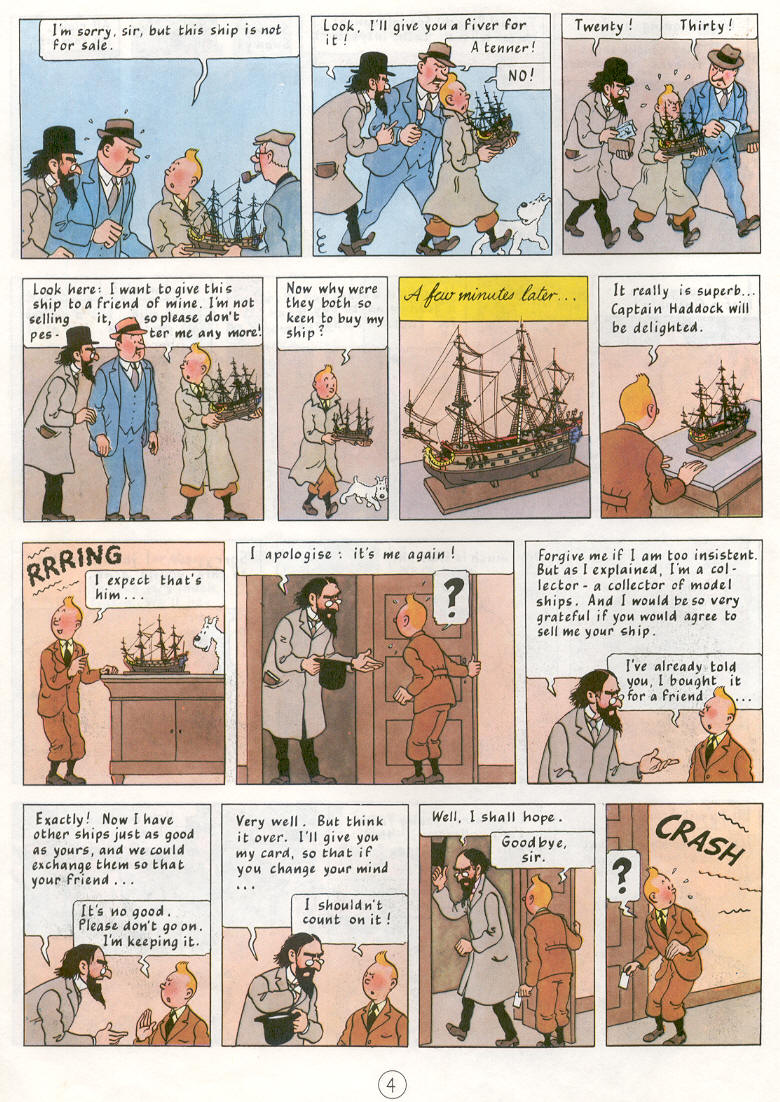 I'm sorry, sir, but this ship is not
for sale.
Look, I'll give you a fiver for
it!
A tenner!
NO!
Twenty!
Thirty!
Look here: I want to give this
ship to a friend of mine. I'm not
selling it, so please don't
pes- ter me any more!
Now why were
they both so
keen to buy my
ship?
A few minutes later...
It really is superb...
Captain Haddock will
be delighted.
RRRING
I expect that's
him...
I apologise: it's me again!
?
Forgive me if I am too insistent.
But as I explained, I'm a col-
lector - a collector of model
ships. And I would be so very
grateful if you would agree to
sell me your ship.
I've already told
you, I bought it
for a friend ...
Exactly! Now I have
other ships just as good
as yours, and we could
exchange them so that
your friend ...
It's no good.
Please don't go on.
I'm keeping it.
Very well. But think
it over. I'll give you
my card, so that if
you change your mind
...
I shouldn't
count on it!
Well, I shall hope.
Goodbye,
sir.
CRASH
?
4